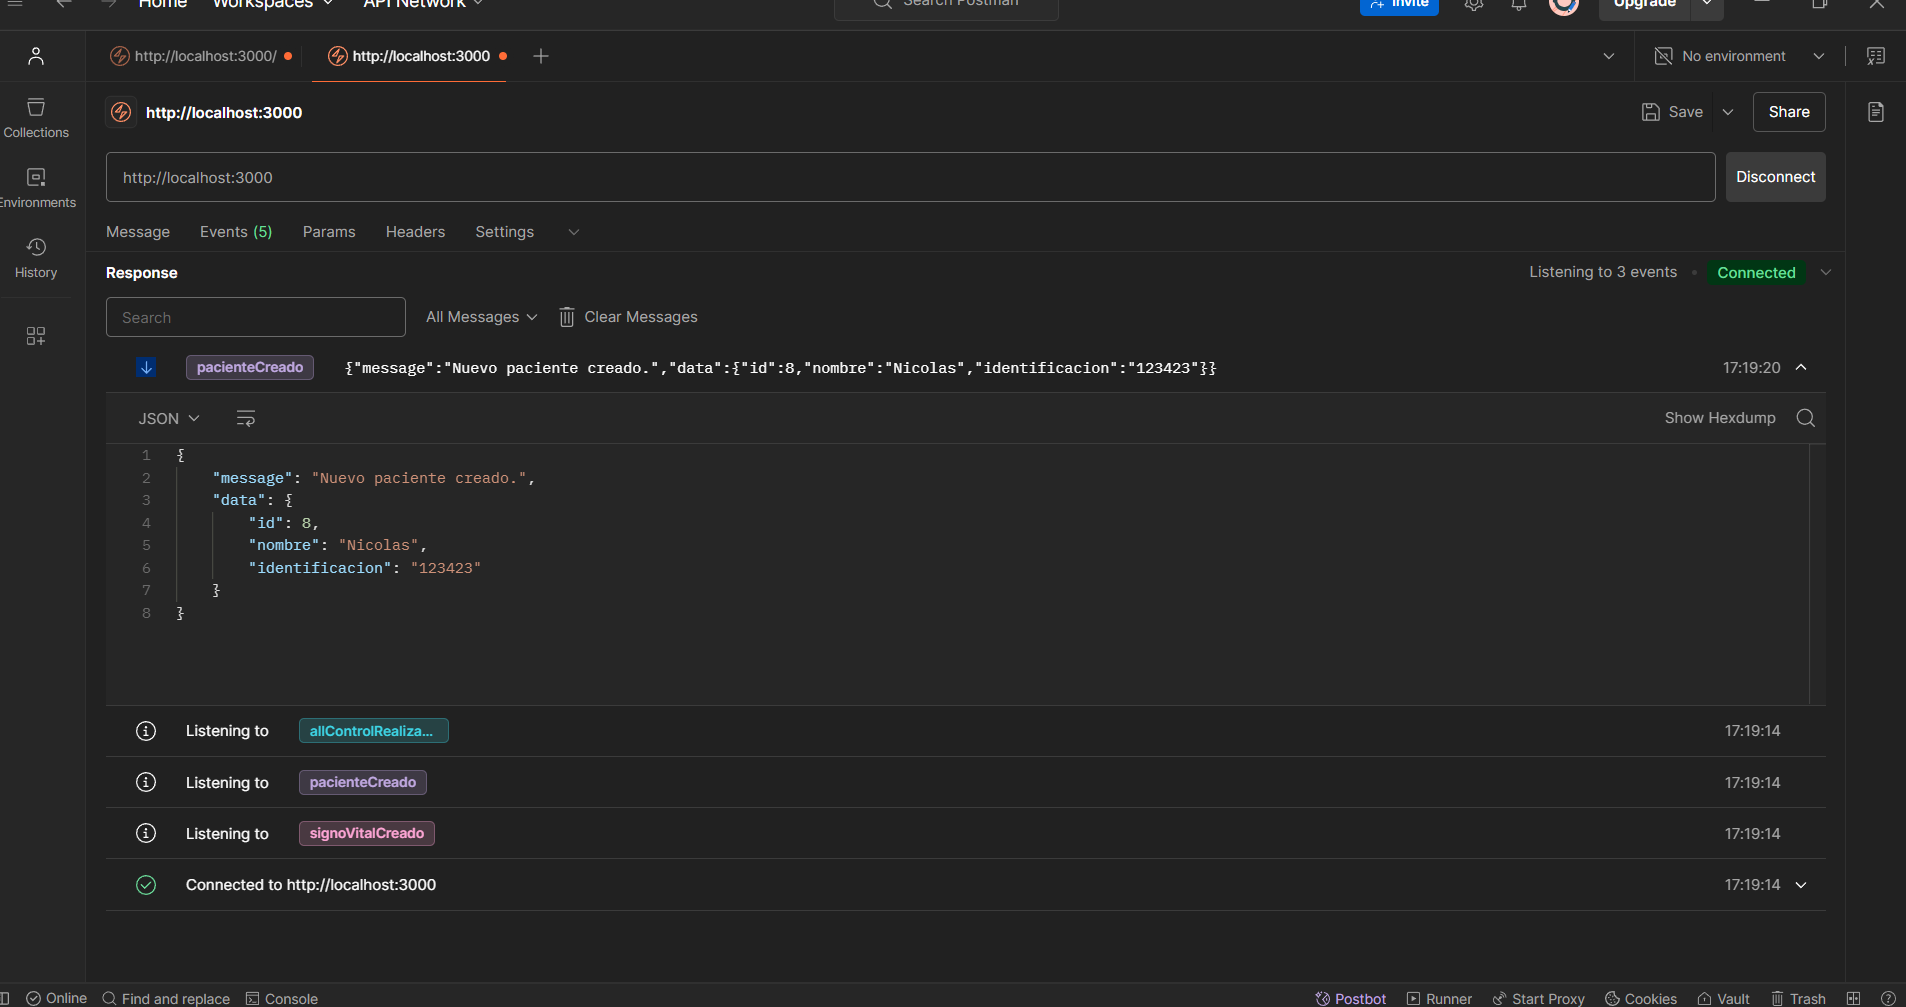 Home Workspaces API Network Search Postman Invite Upgrade
http://localhost:3000/ http://localhost:3000 No environment
http://localhost:3000 Save Share
Collections
http://localhost:3000 Disconnect
Environments
Message Events (5) Params Headers Settings
History
Response Listening to 3 events Connected
Search All Messages Clear Messages
pacienteCreado {"message":"Nuevo paciente creado.","data":{"id":8,"nombre":"Nicolas","identificacion":"123423"}} 17:19:20
JSON Show Hexdump
1 {
2 "message": "Nuevo paciente creado.",
3 "data": {
4 "id": 8,
5 "nombre": "Nicolas",
6 "identificacion": "123423"
7 }
8 }
Listening to allControlRealiza... 17:19:14
Listening to pacienteCreado 17:19:14
Listening to signoVitalCreado 17:19:14
Connected to http://localhost:3000 17:19:14
Online Find and replace Console Postbot Runner Start Proxy Cookies Vault Trash